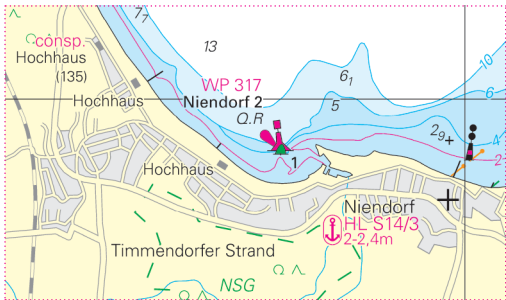 7₇
13
10
consp.
Hochhaus
(135)
WP 317
6₁
6
Hochhaus
Niendorf 2
5
Q.R
2₉
4
1
2
Hochhaus
Niendorf
HL S14/3
2-2,4m
Timmendorfer Strand
NSG